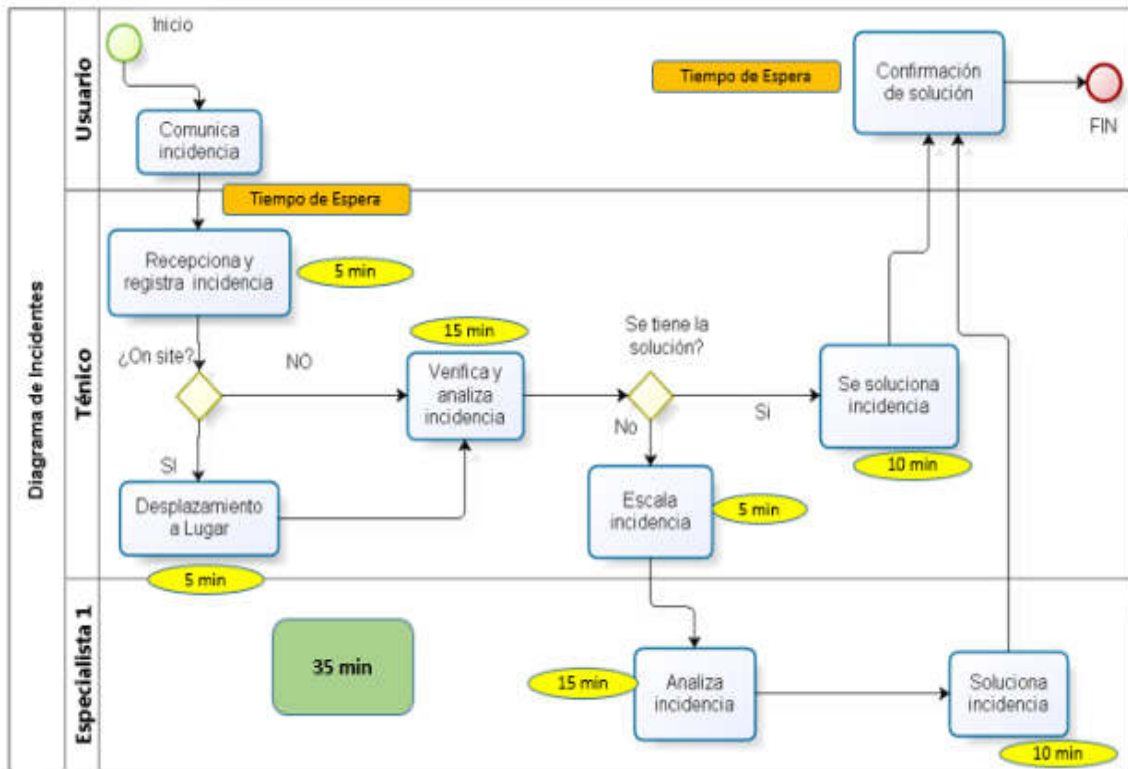 Diagrama de Incidentes
Usuario
Inicio
Comunica
incidencia
Tiempo de Espera
Confirmación
de solución
FIN
Ténico
Tiempo de Espera
Recepciona y
registra incidencia
5 min
¿On site?
NO
SI
Desplazamiento
a Lugar
5 min
15 min
Verifica y
analiza
incidencia
Se tiene la
solución?
No
Si
Se soluciona
incidencia
10 min
Escala
incidencia
5 min
Especialista 1
35 min
15 min
Analiza
incidencia
Soluciona
incidencia
10 min